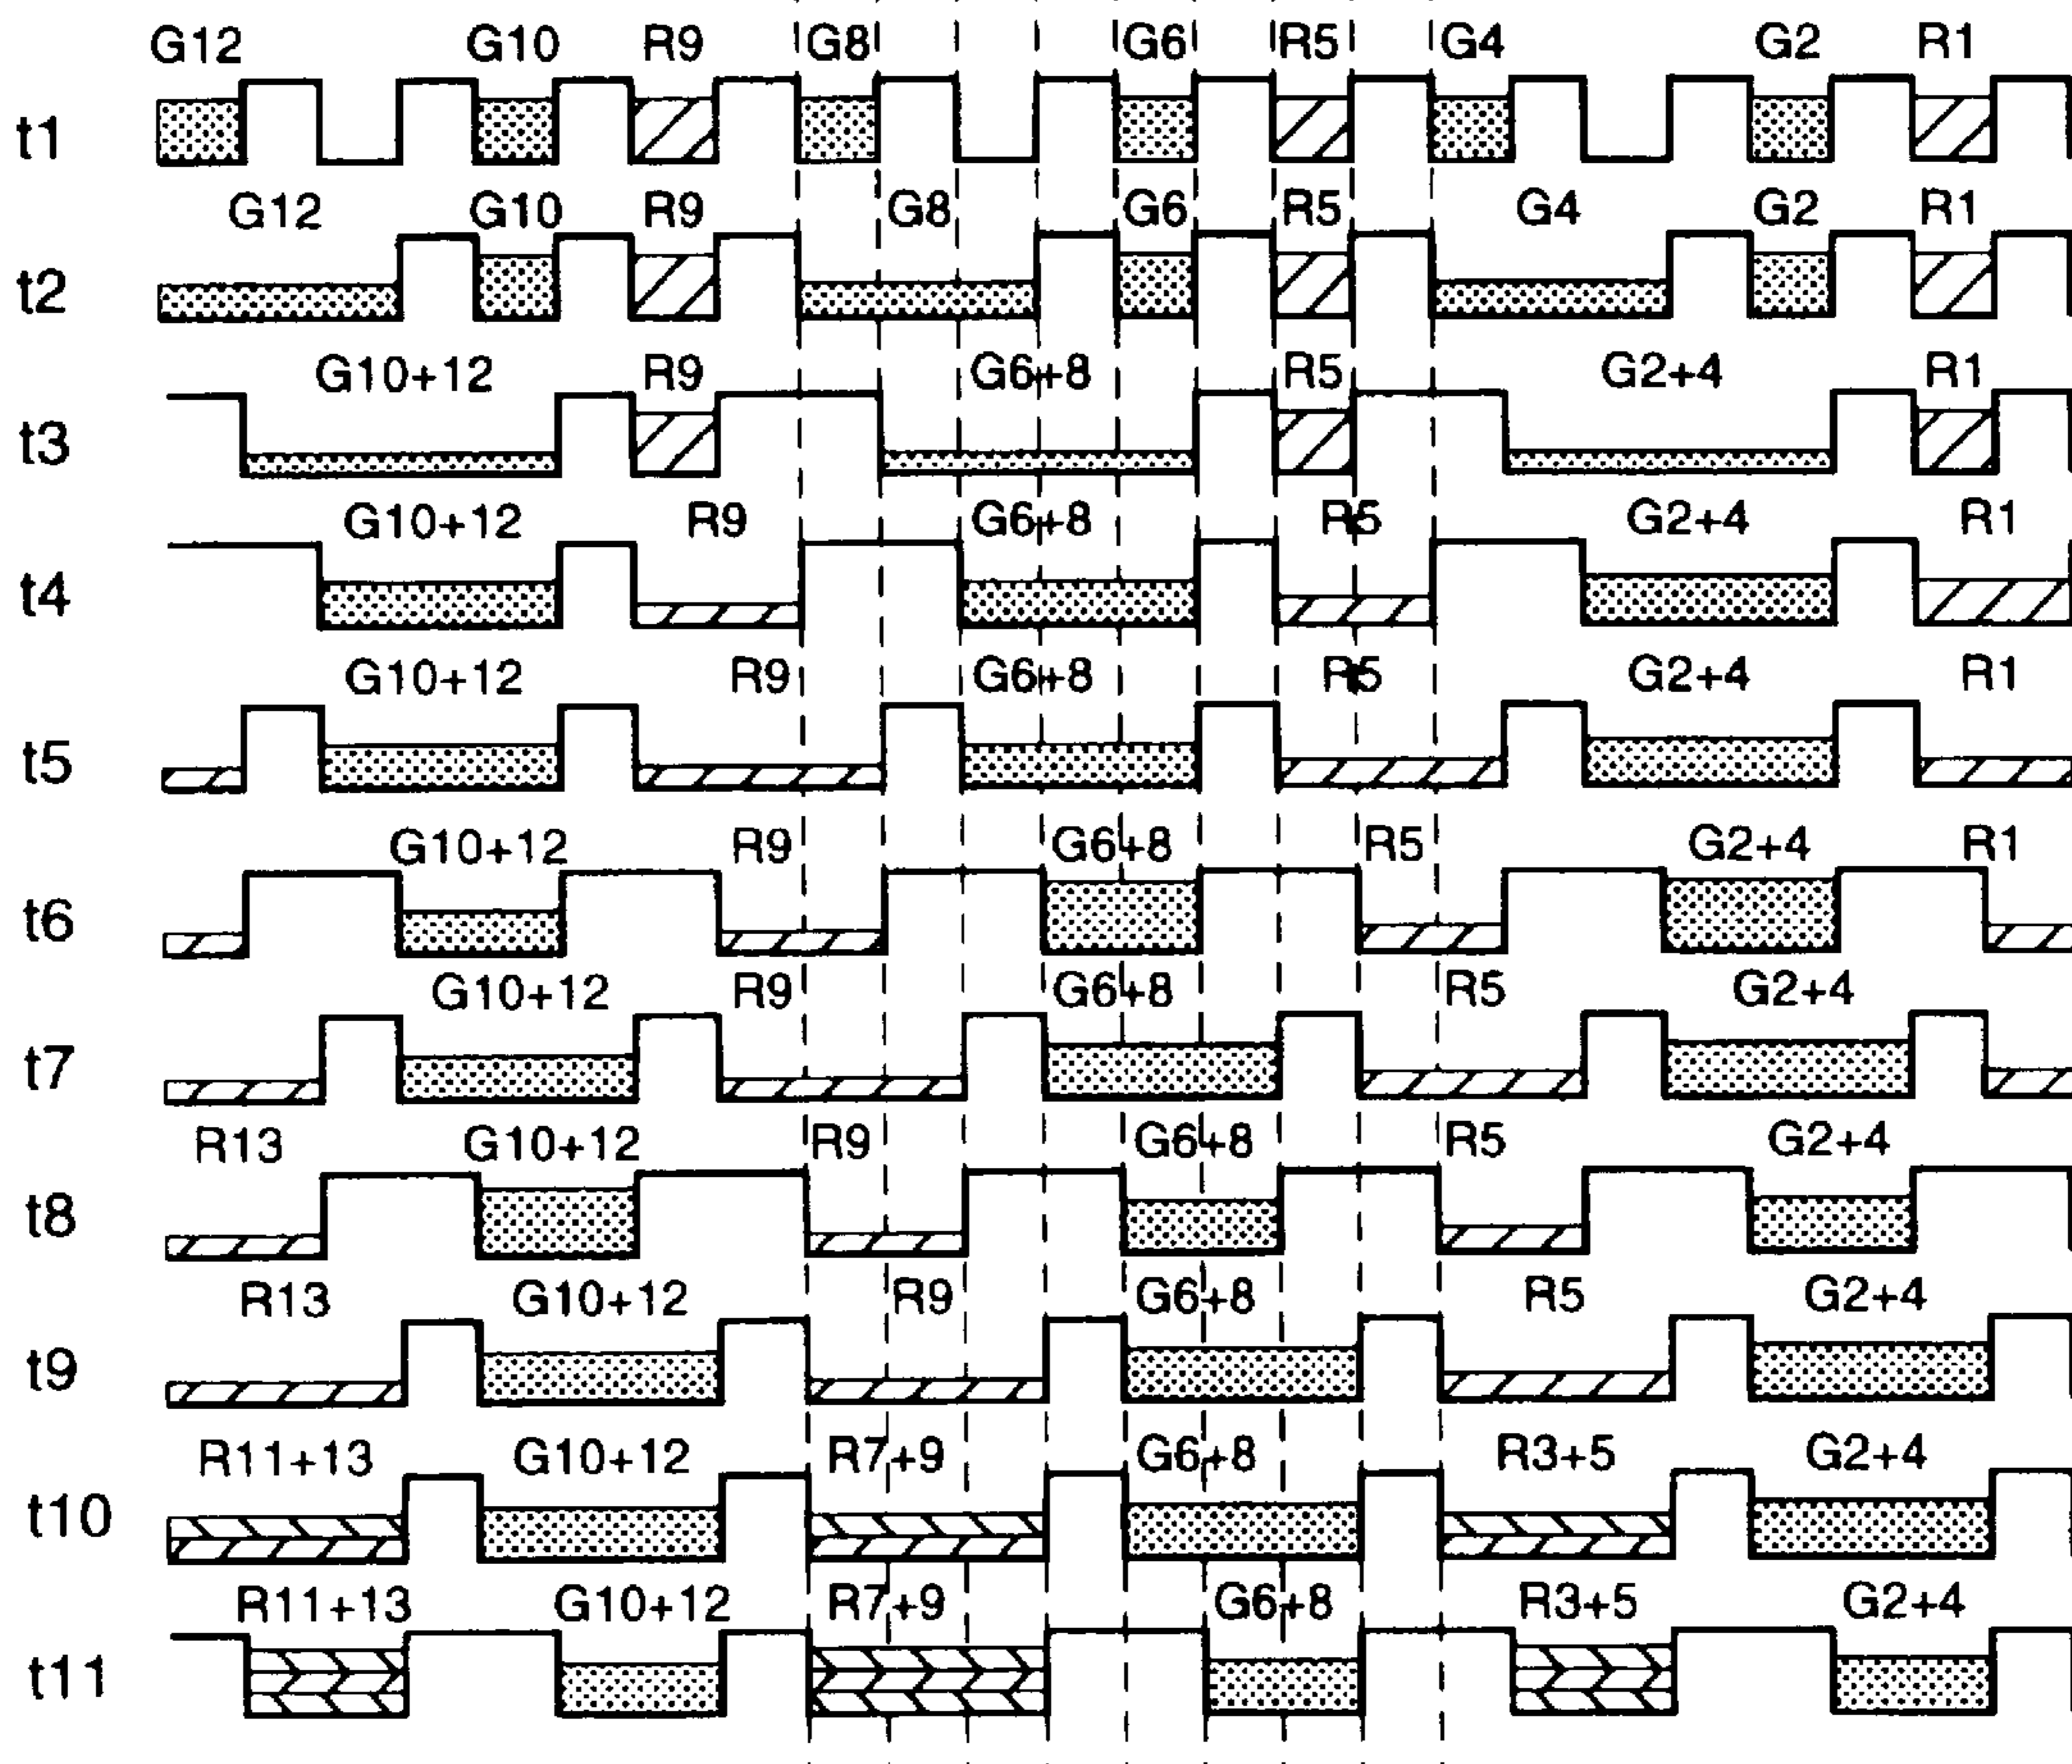 G12 G10 R9 G8 G6 R5 G4 G2 R1
t1
G12 G10 R9 G8 G6 R5 G4 G2 R1
t2
G10+12 R9 G6+8 R5 G2+4 R1
t3
G10+12 R9 G6+8 R5 G2+4 R1
t4
G10+12 R9 G6+8 R5 G2+4 R1
t5
G10+12 R9 G6+8 R5 G2+4 R1
t6
G10+12 R9 G6+8 R5 G2+4
t7
R13 G10+12 R9 G6+8 R5 G2+4
t8
R13 G10+12 R9 G6+8 R5 G2+4
t9
R11+13 G10+12 R7+9 G6+8 R3+5 G2+4
t10
R11+13 G10+12 R7+9 G6+8 R3+5 G2+4
t11